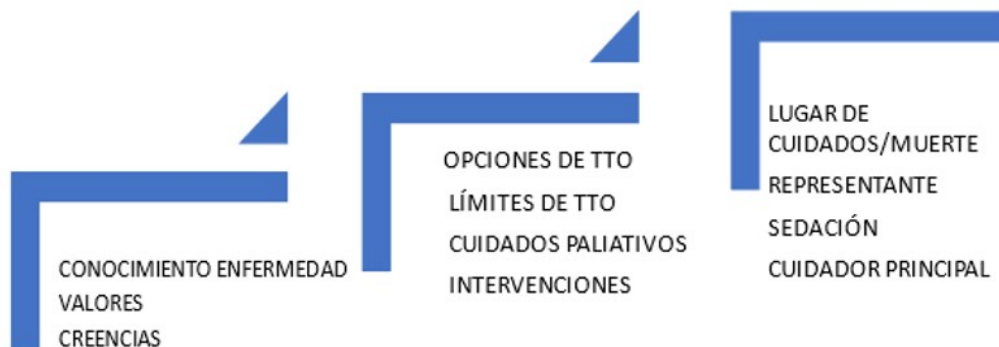 CONOCIMIENTO ENFERMEDAD
VALORES
CREENCIAS
OPCIONES DE TTO
LÍMITES DE TTO
CUIDADOS PALIATIVOS
INTERVENCIONES
LUGAR DE
CUIDADOS/MUERTE
REPRESENTANTE
SEDACIÓN
CUIDADOR PRINCIPAL